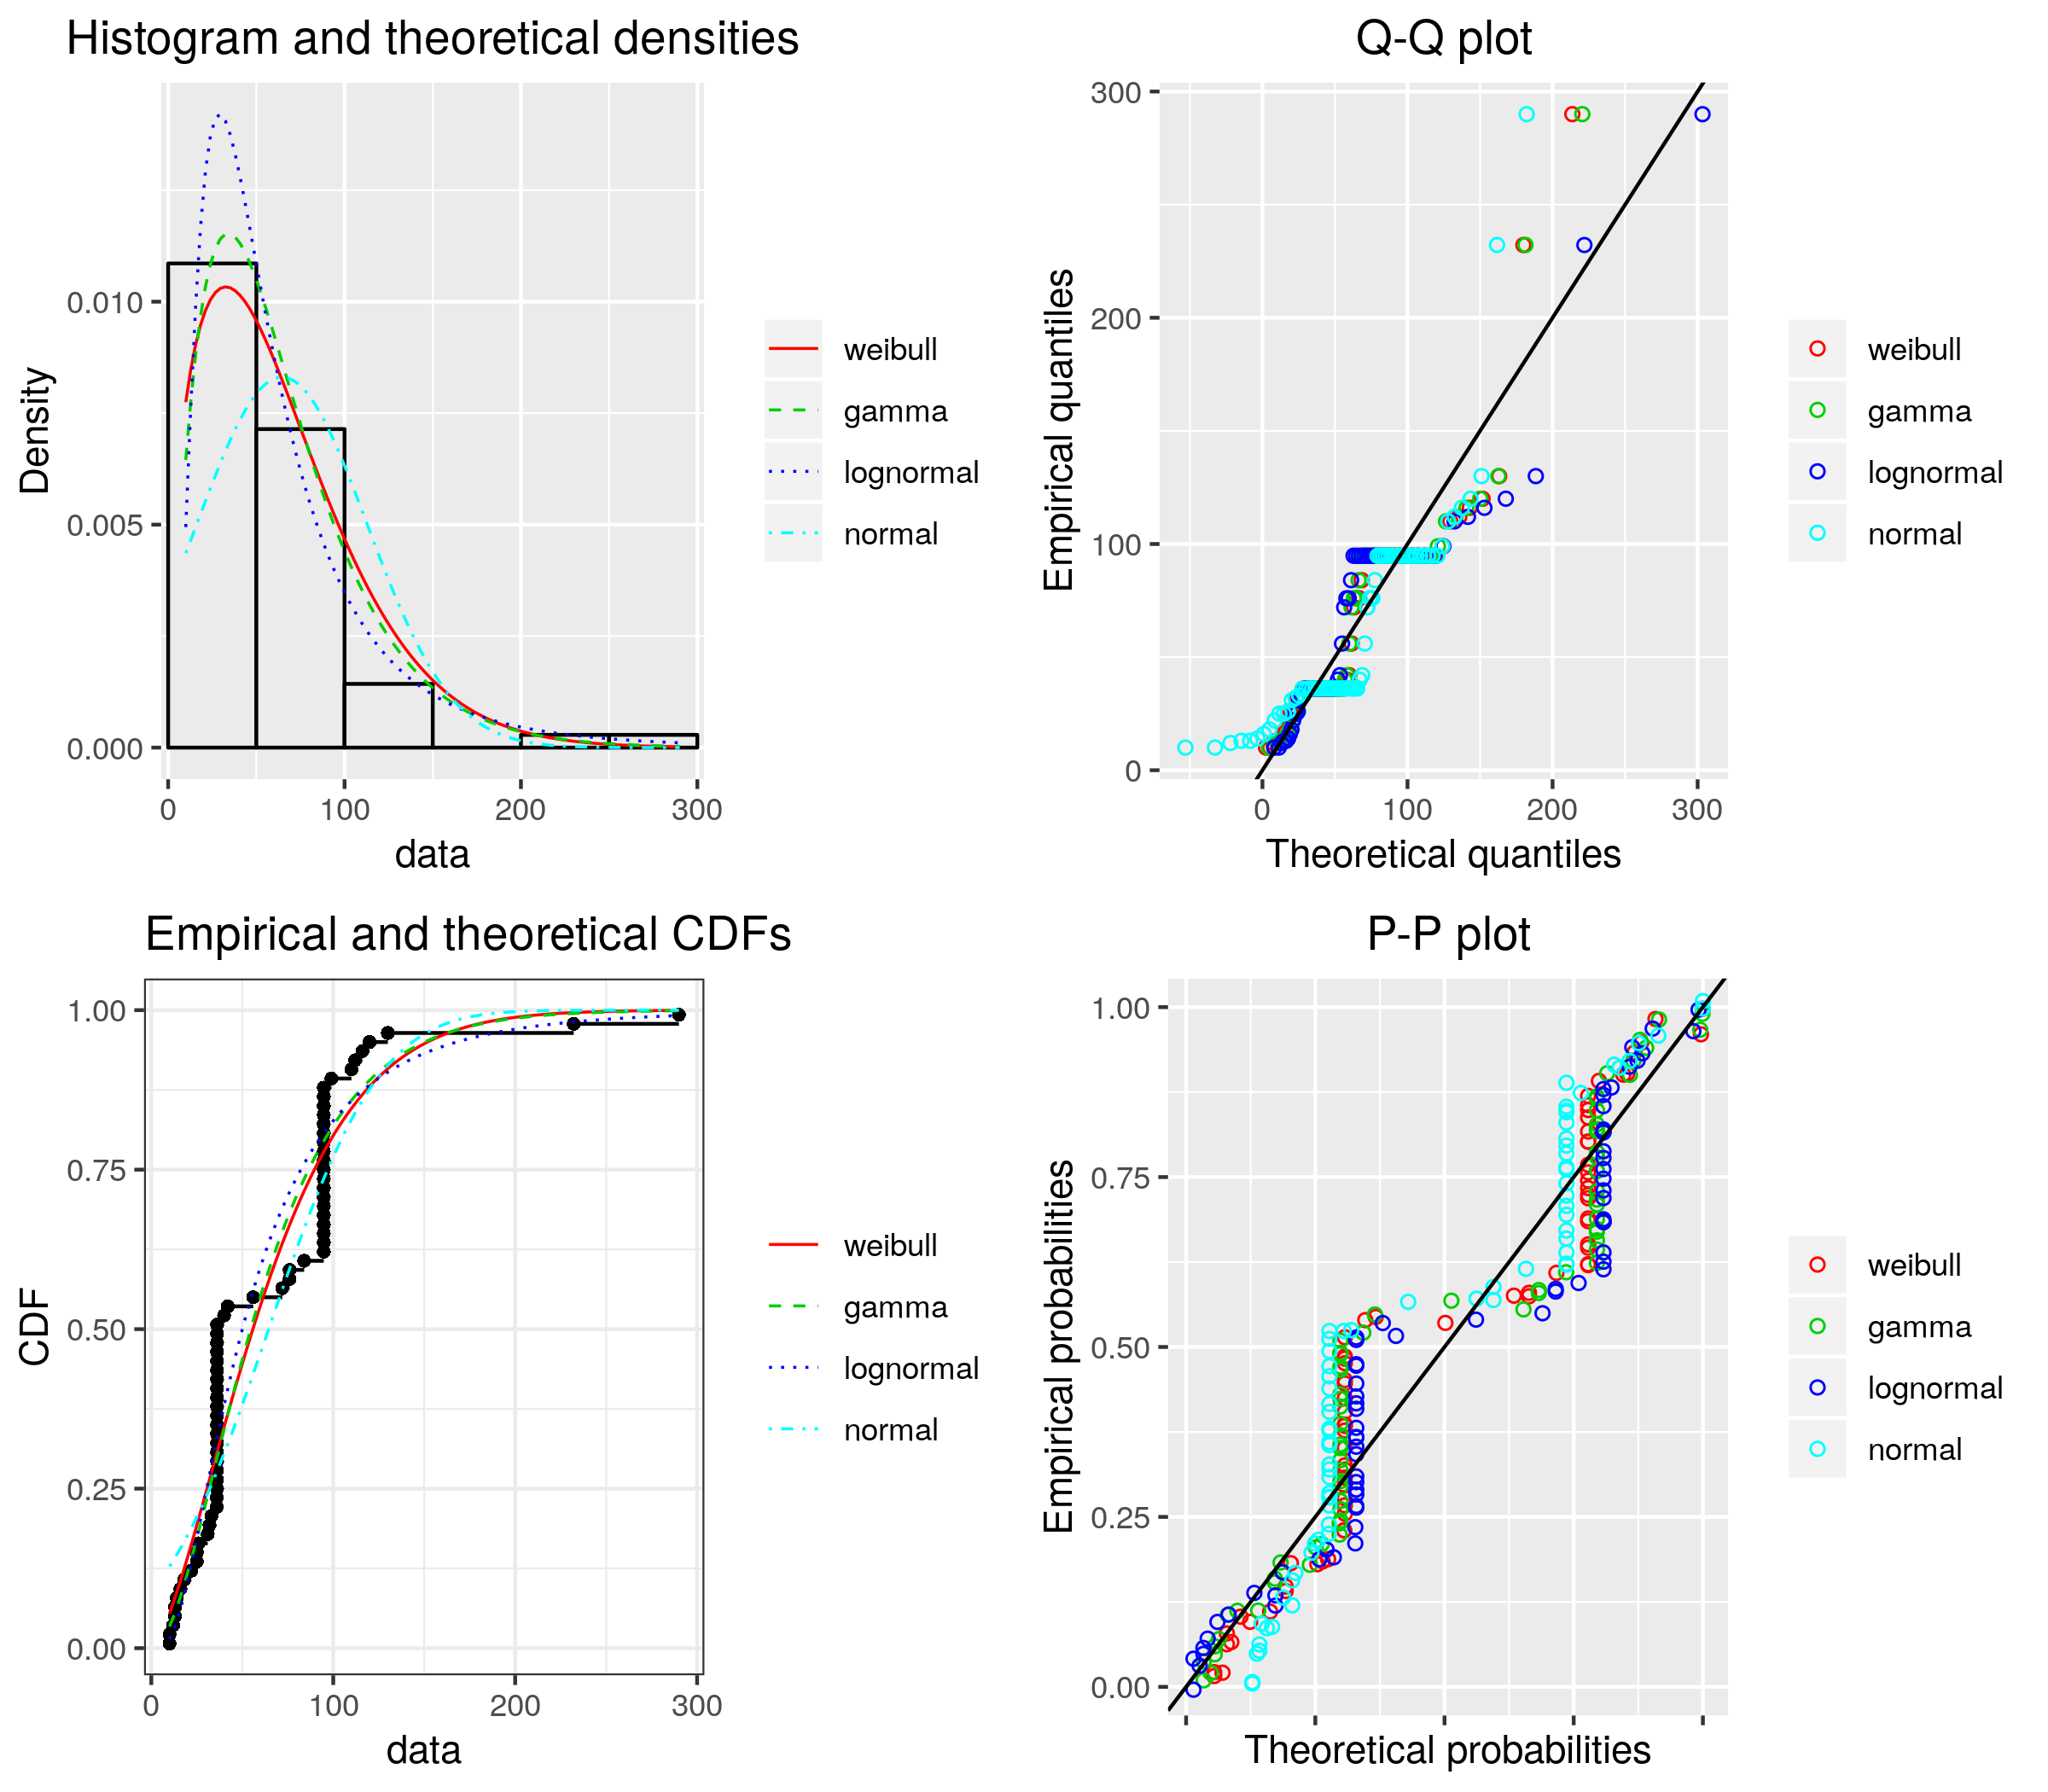 Histogram and theoretical densities
Density
0.010
0.005
0.000
0
100
200
300
data
weibull
gamma
lognormal
normal
Q-Q plot
Empirical quantiles
300
200
100
0
0
100
200
300
Theoretical quantiles
weibull
gamma
lognormal
normal
Empirical and theoretical CDFs
CDF
1.00
0.75
0.50
0.25
0.00
0
100
200
300
data
weibull
gamma
lognormal
normal
P-P plot
Empirical probabilities
1.00
0.75
0.50
0.25
0.00
Theoretical probabilities
weibull
gamma
lognormal
normal